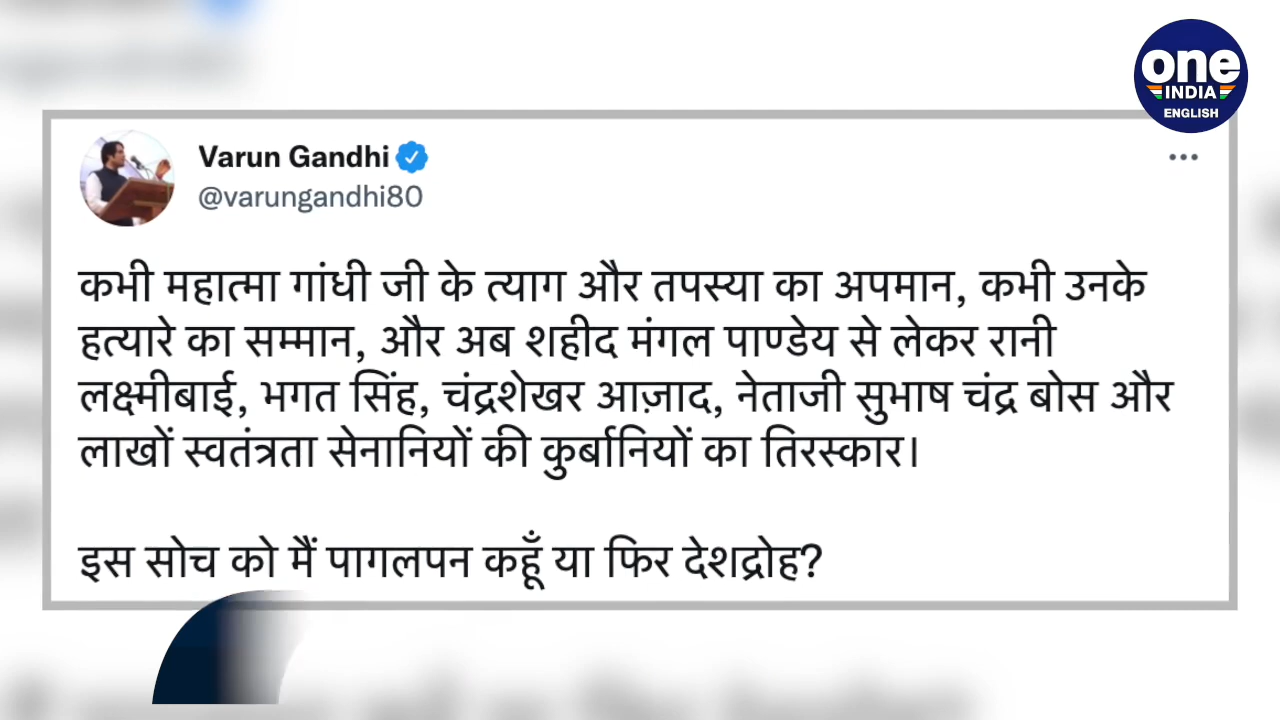 one
INDIA
ENGLISH
Varun Gandhi
@varungandhi80
कभी महात्मा गांधी जी के त्याग और तपस्या का अपमान, कभी उनके
हत्यारे का सम्मान, और अब शहीद मंगल पाण्डेय से लेकर रानी
लक्ष्मीबाई, भगत सिंह, चंद्रशेखर आज़ाद, नेताजी सुभाष चंद्र बोस और
लाखों स्वतंत्रता सेनानियों की कुर्बानियों का तिरस्कार।
इस सोच को मैं पागलपन कहूँ या फिर देशद्रोह?